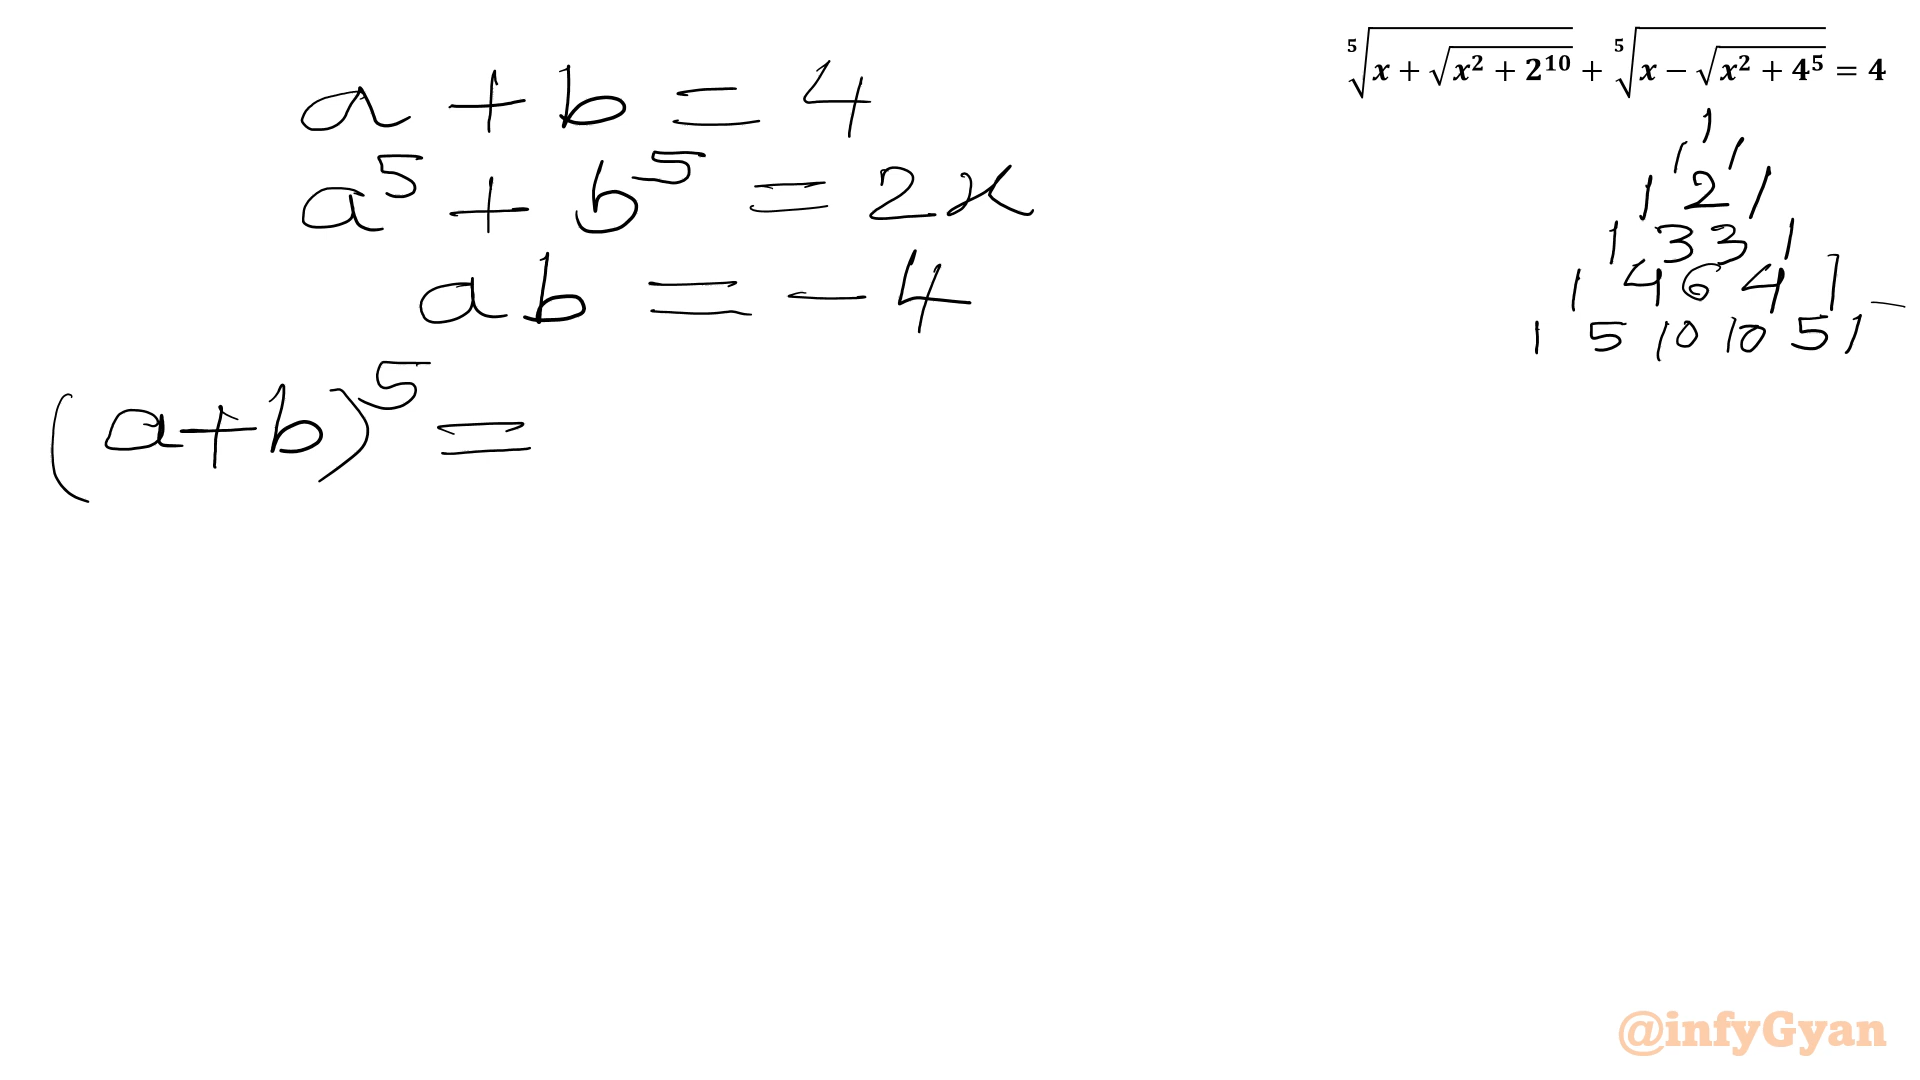 ⁵√(x + √(x² + 2¹⁰)) + ⁵√(x − √(x² + 4⁵)) = 4
a + b = 4
a⁵ + b⁵ = 2x
ab = −4
(a+b)⁵ =
1
1 1
1 2 1
1 3 3 1
1 4 6 4 1
1 5 10 10 5 1
@infyGyan